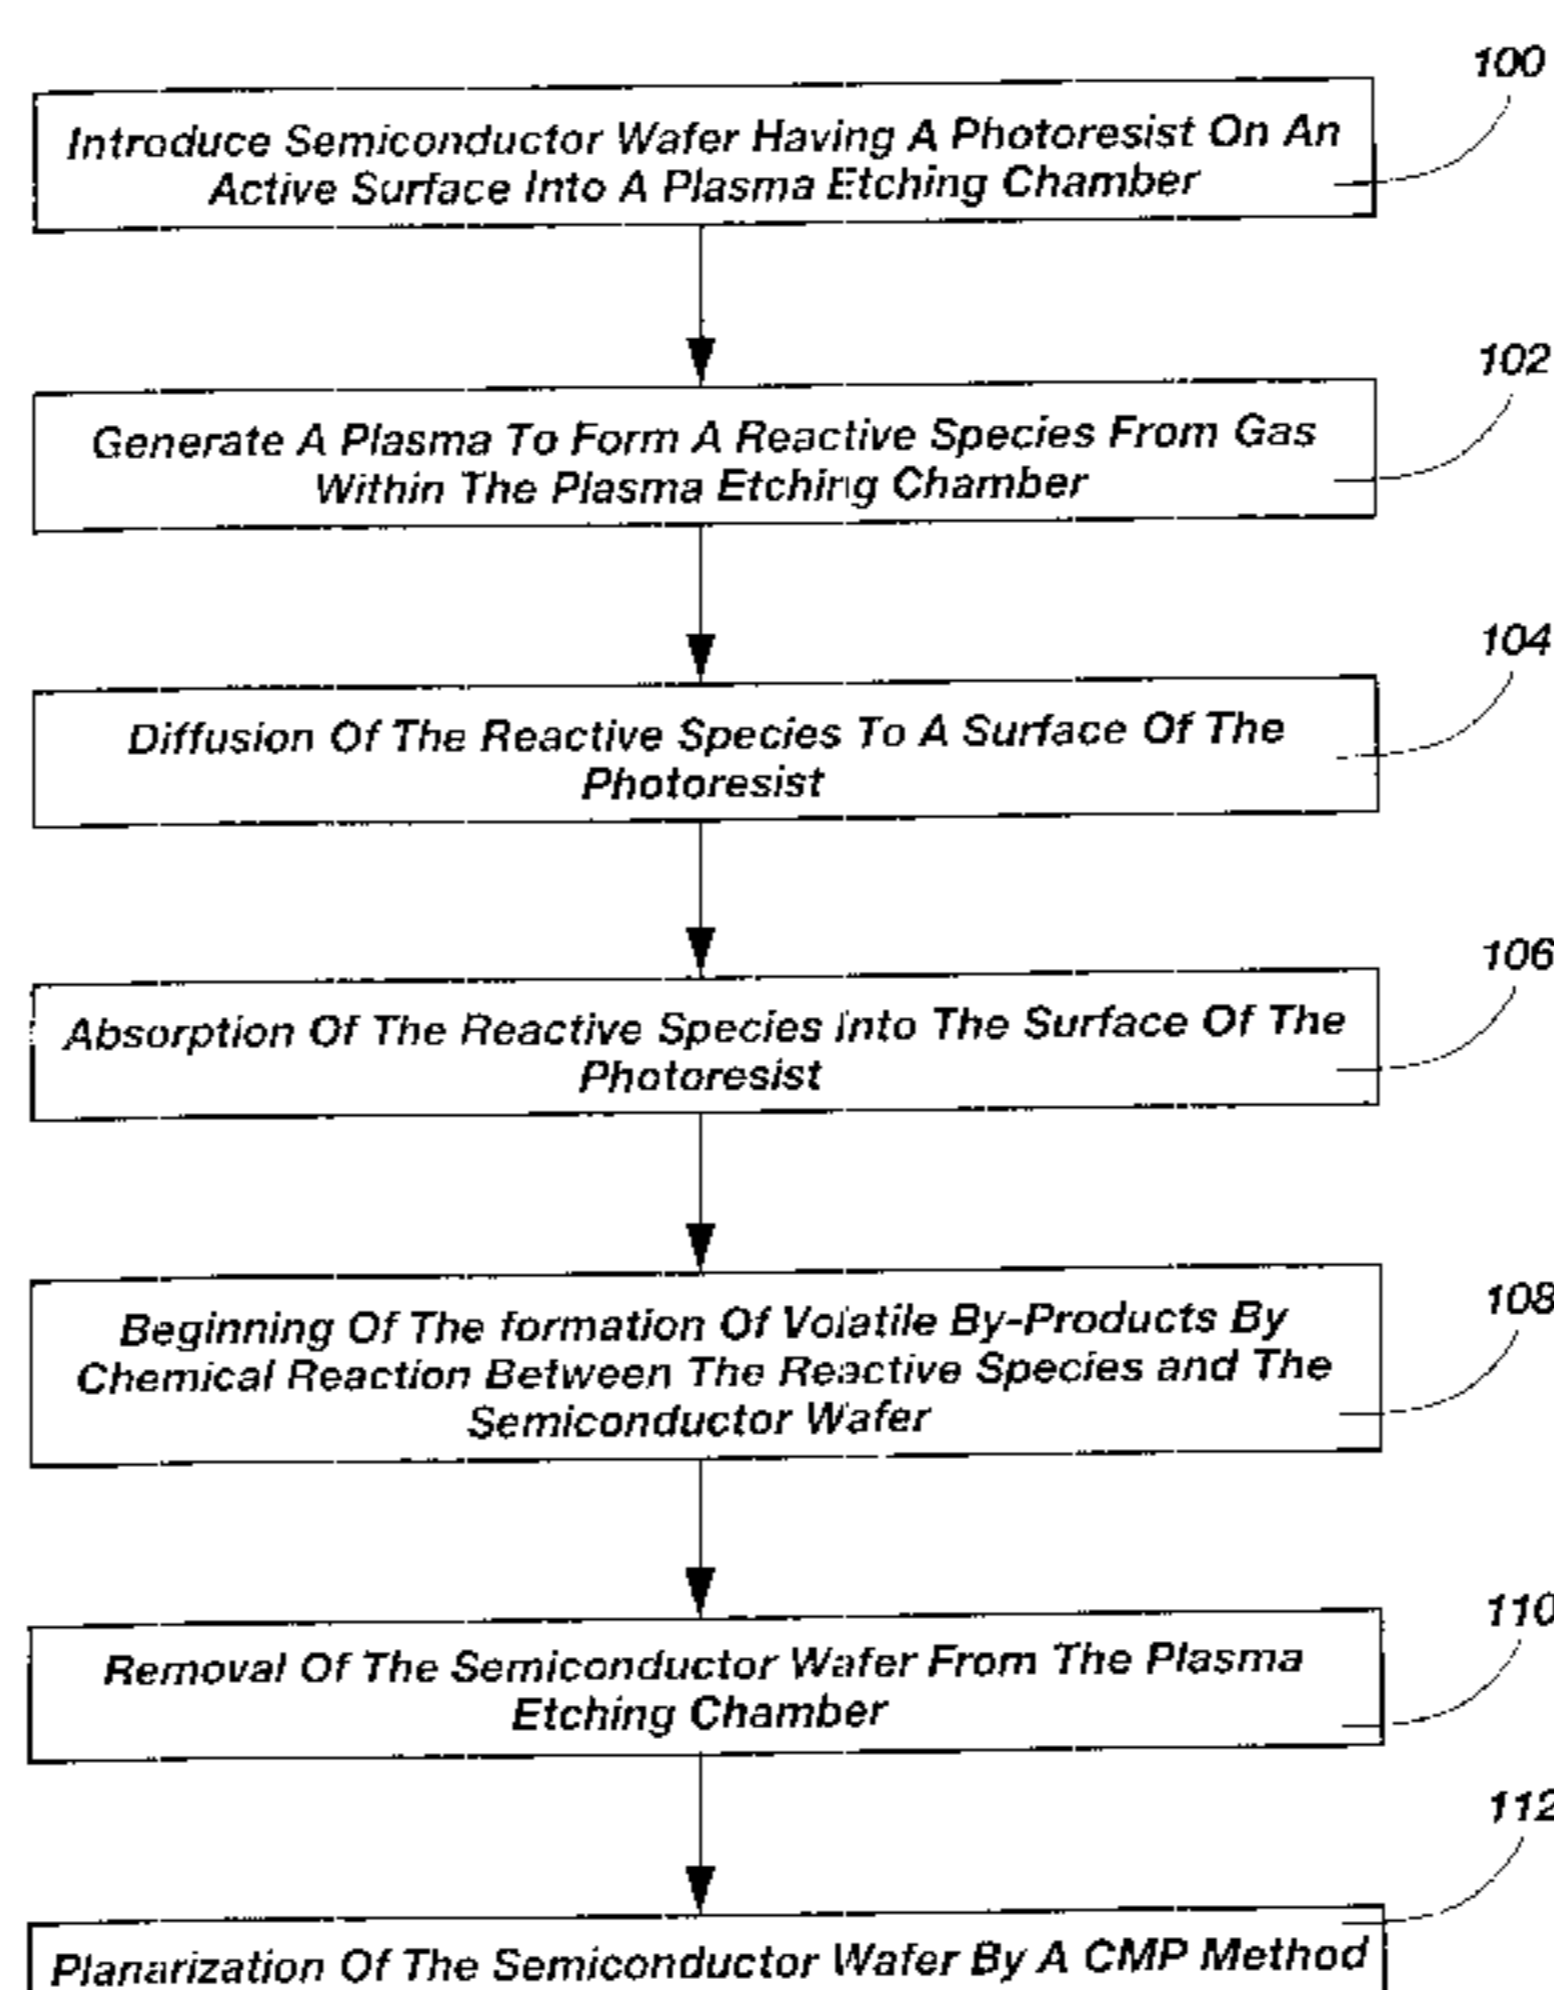 100
Introduce Semiconductor Wafer Having A Photoresist On An
Active Surface Into A Plasma Etching Chamber
102
Generate A Plasma To Form A Reactive Species From Gas
Within The Plasma Etching Chamber
104
Diffusion Of The Reactive Species To A Surface Of The
Photoresist
106
Absorption Of The Reactive Species Into The Surface Of The
Photoresist
108
Beginning Of The formation Of Volatile By-Products By
Chemical Reaction Between The Reactive Species and The
Semiconductor Wafer
110
Removal Of The Semiconductor Wafer From The Plasma
Etching Chamber
112
Planarization Of The Semiconductor Wafer By A CMP Method